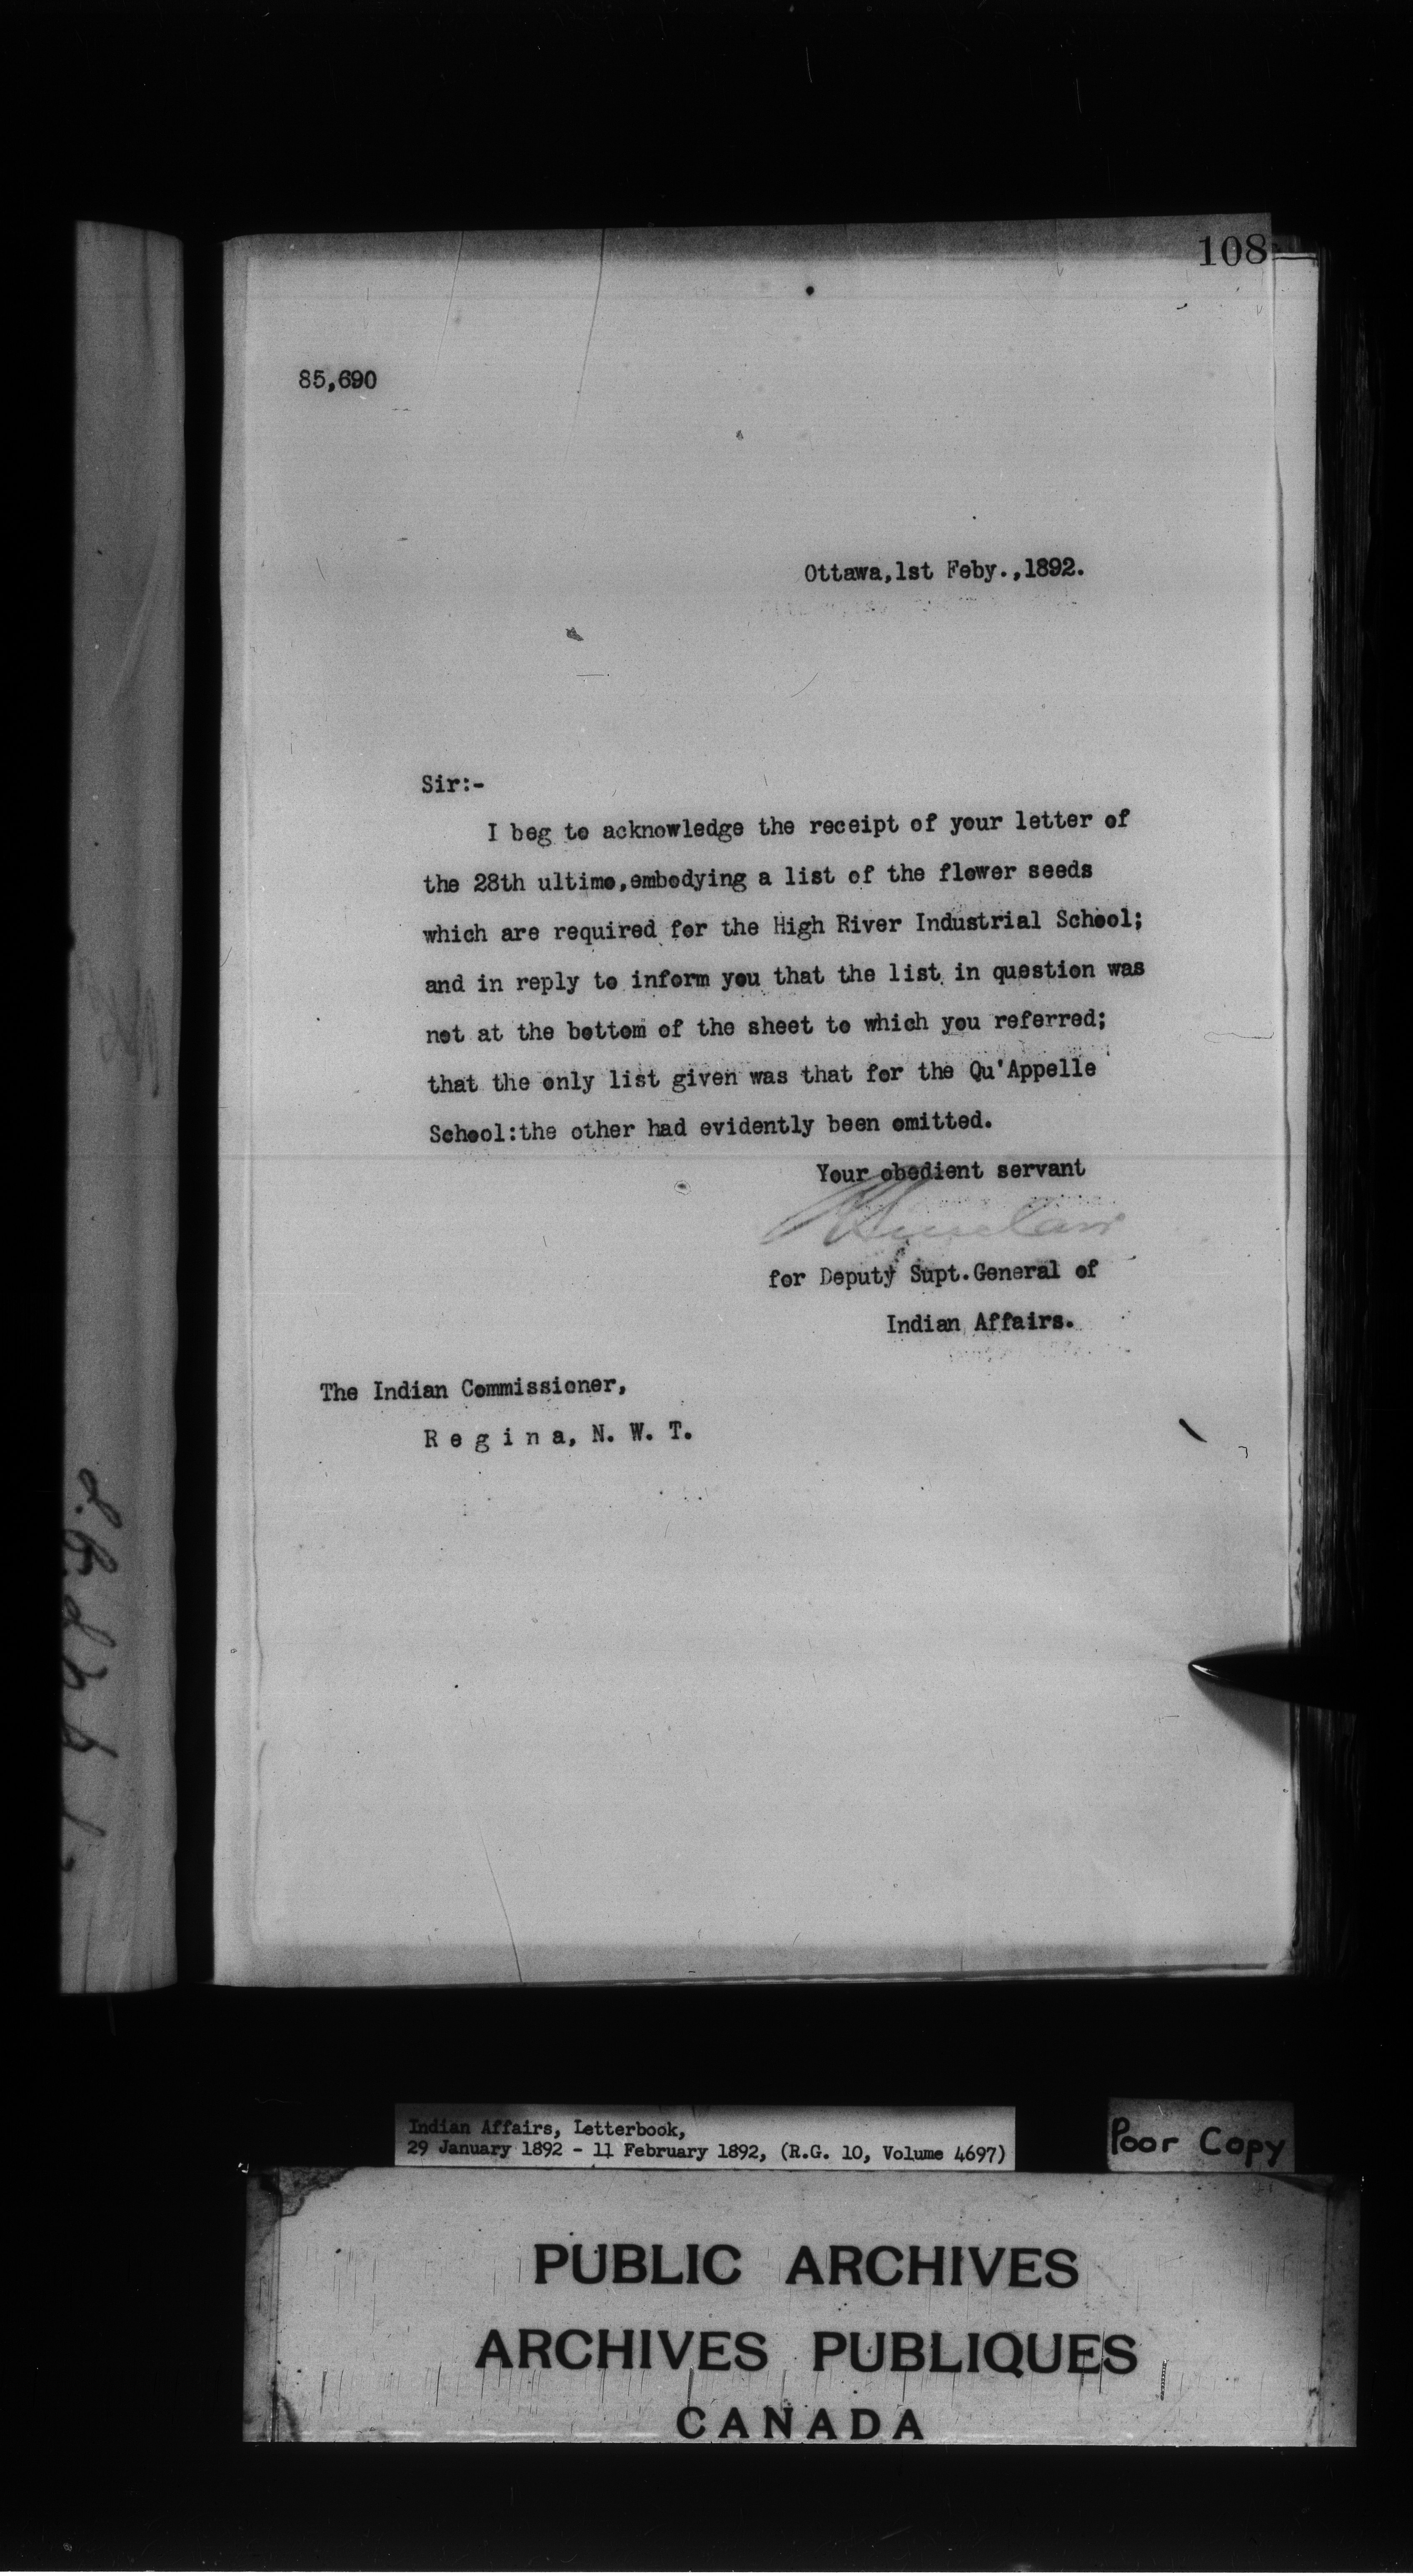 108
85,690
Ottawa,1st Feby.,1892.
Sir:-
I beg to acknowledge the receipt of your letter of
the 28th ultimo,embodying a list of the flower seeds
which are required for the High River Industrial School;
and in reply to inform you that the list in question was
not at the bottom of the sheet to which you referred;
that the only list given was that for the Qu'Appelle
School:the other had evidently been omitted.
Your obedient servant
Sinclair
for Deputy Supt.General of
Indian Affairs.
The Indian Commissioner,
R e g i n a, N. W. T.
Indian Affairs, Letterbook,
29 January 1892 - 11 February 1892, (R.G. 10, Volume 4697)
Poor Copy
PUBLIC ARCHIVES
ARCHIVES PUBLIQUES
CANADA